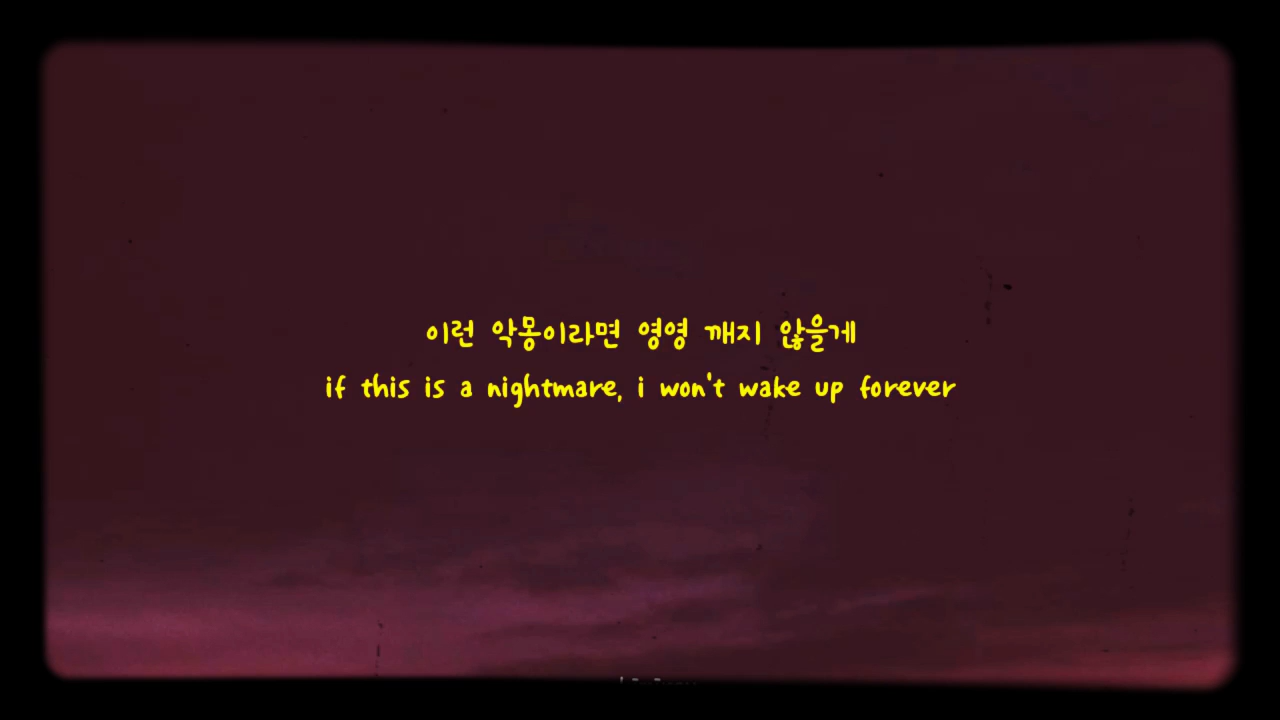 이런 악몽이라면 영영 깨지 않을게
if this is a nightmare, i won't wake up forever